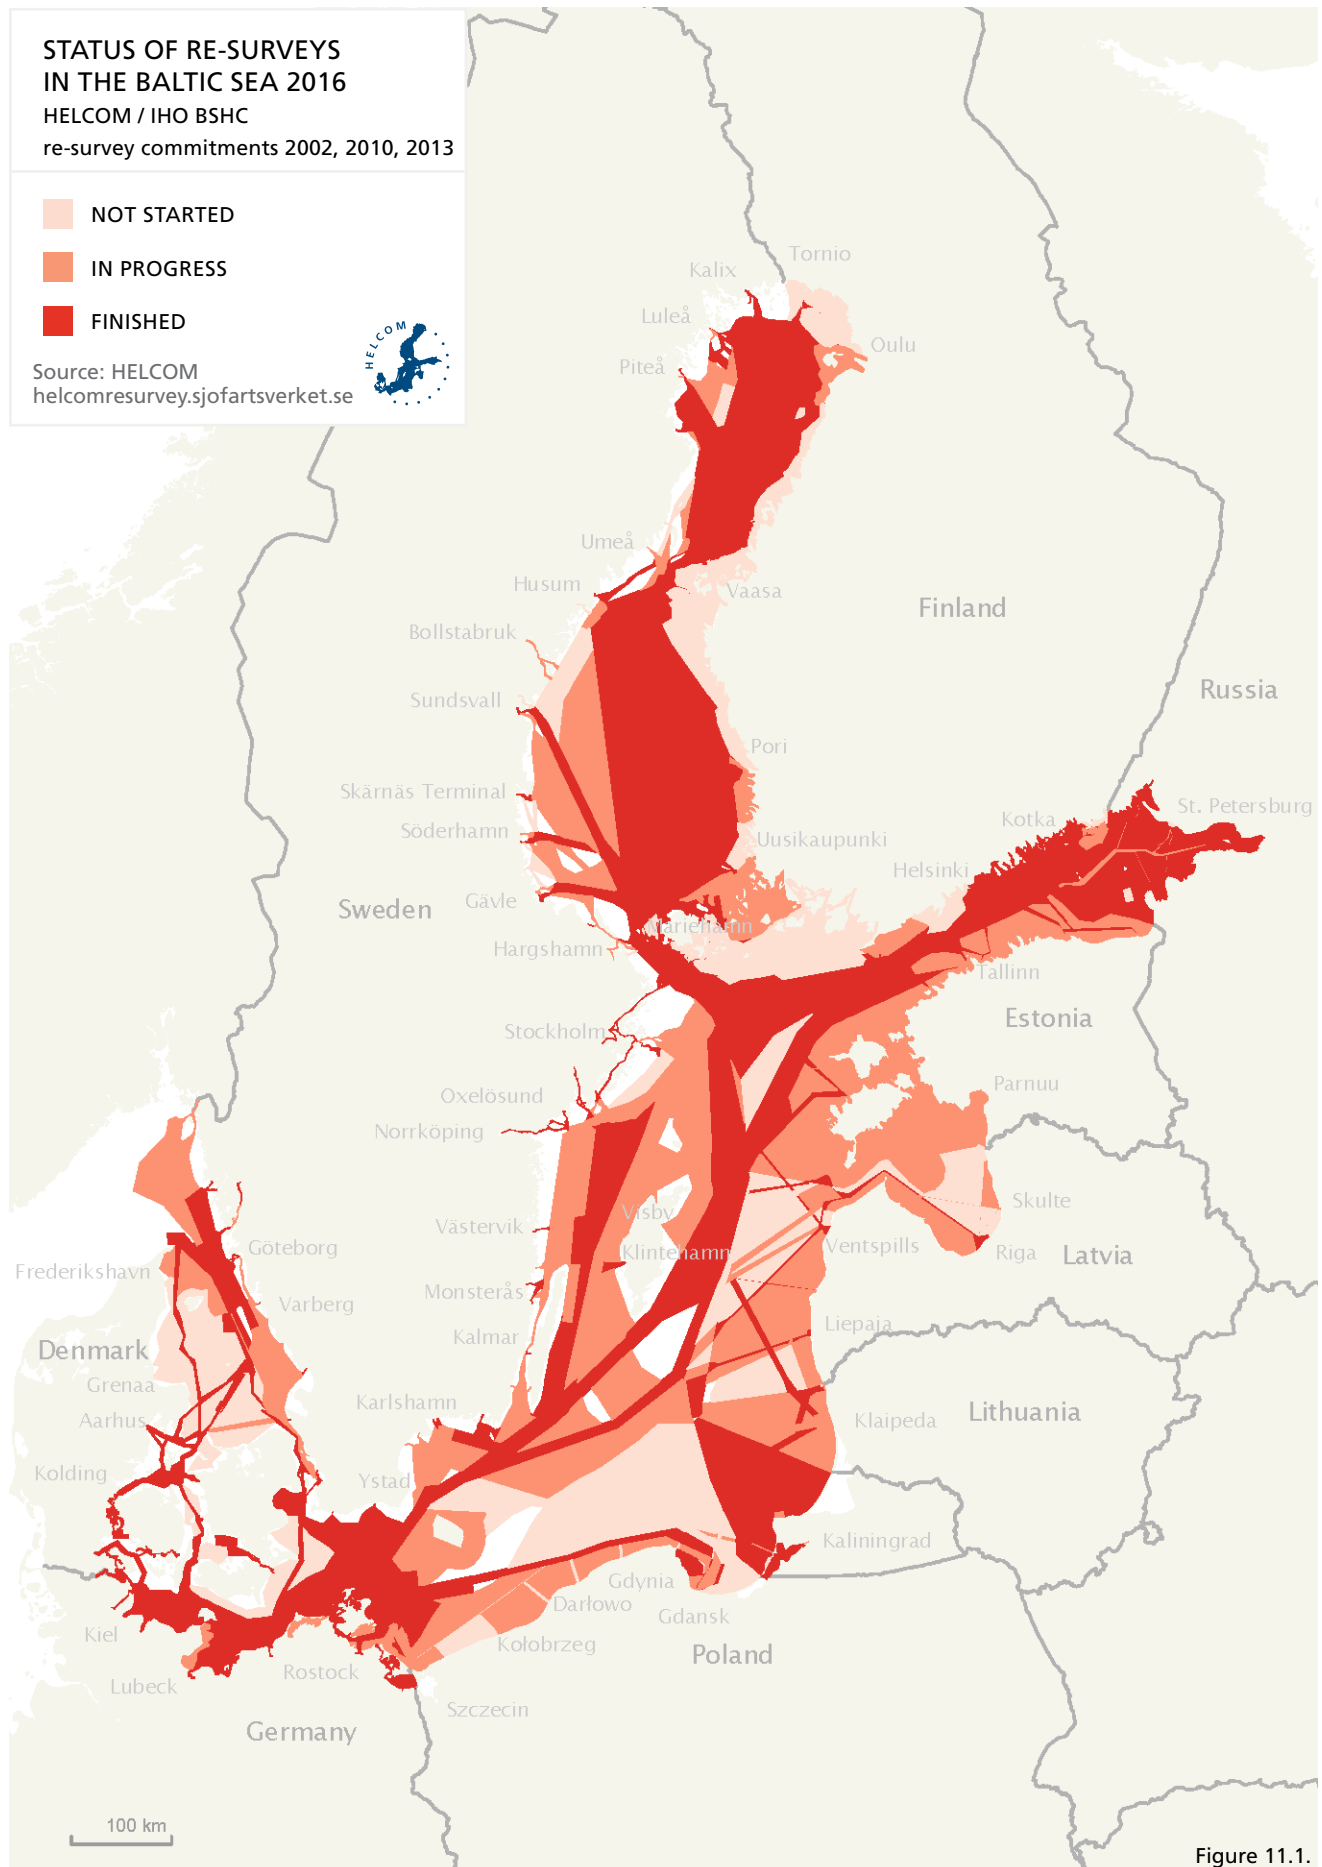 STATUS OF RE-SURVEYS
IN THE BALTIC SEA 2016
HELCOM / IHO BSHC
re-survey commitments 2002, 2010, 2013
NOT STARTED
IN PROGRESS
FINISHED
HELCOM
Source: HELCOM
helcomresurvey.sjofartsverket.se
Tornio
Kalix
Luleå
Oulu
Piteå
Umeå
Husum
Vaasa
Finland
Bollstabruk
Russia
Sundsvall
Pori
Skärnäs Terminal
St. Petersburg
Kotka
Söderhamn
Uusikaupunki
Helsinki
Gävle
Sweden
Mariehamn
Hargshamn
Tallinn
Estonia
Stockholm
Parnuu
Oxelösund
Norrköping
Skulte
Visby
Västervik
Ventspills
Göteborg
Klintehamn
Riga
Latvia
Frederikshavn
Monsterås
Varberg
Liepaja
Kalmar
Denmark
Grenaa
Karlshamn
Lithuania
Aarhus
Klaipeda
Kolding
Ystad
Kaliningrad
Gdynia
Darłowo
Gdansk
Kiel
Kołobrzeg
Poland
Rostock
Lubeck
Szczecin
Germany
100 km
Figure 11.1.